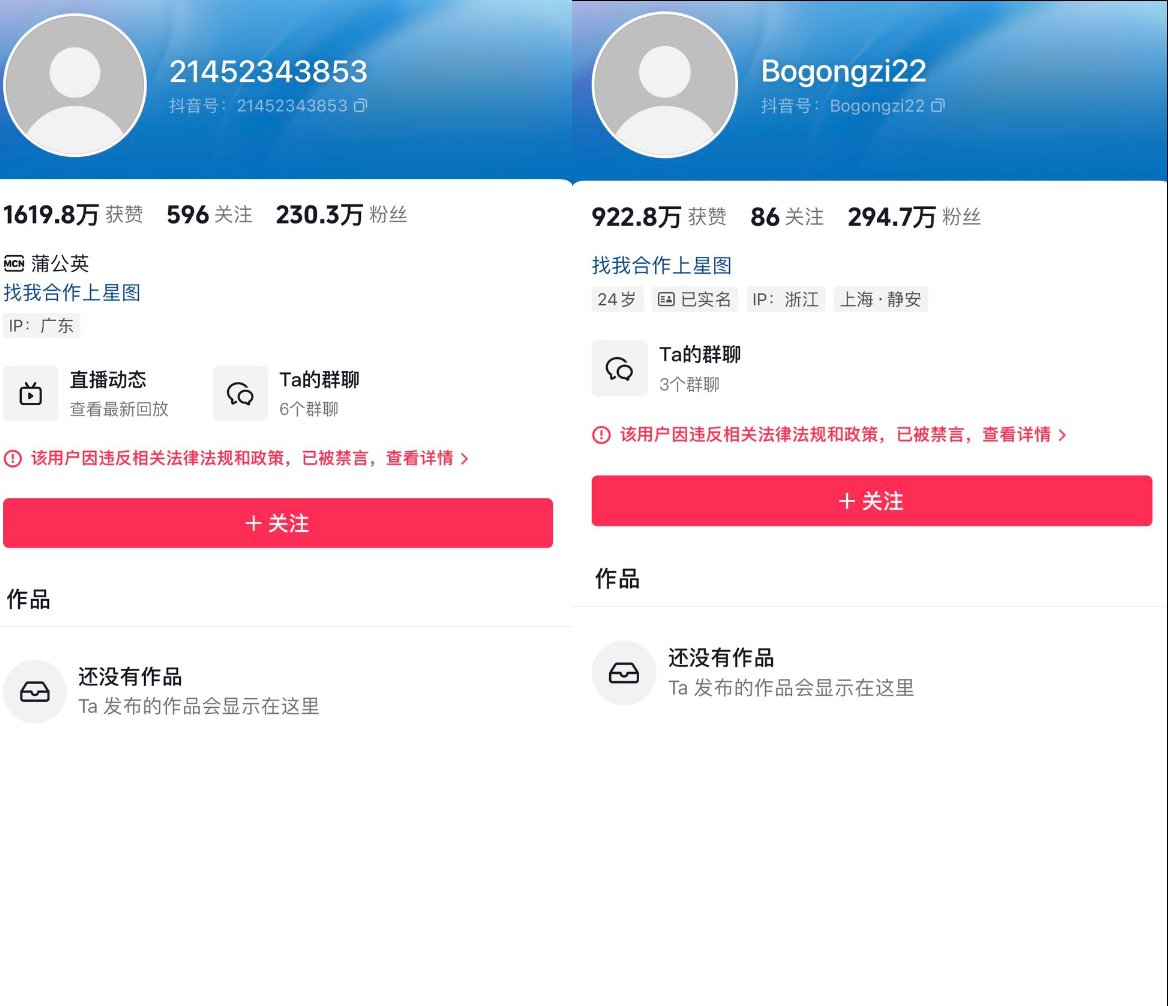 21452343853
抖音号：21452343853
1619.8万 获赞 596 关注 230.3万 粉丝
MCN 蒲公英
找我合作上星图
IP：广东
直播动态
查看最新回放
Ta的群聊
6个群聊
该用户因违反相关法律法规和政策，已被禁言，查看详情
关注
作品
还没有作品
Ta 发布的作品会显示在这里
Bogongzi22
抖音号：Bogongzi22
922.8万 获赞 86 关注 294.7万 粉丝
找我合作上星图
24岁 已实名 IP：浙江 上海·静安
Ta的群聊
3个群聊
该用户因违反相关法律法规和政策，已被禁言，查看详情
关注
作品
还没有作品
Ta 发布的作品会显示在这里